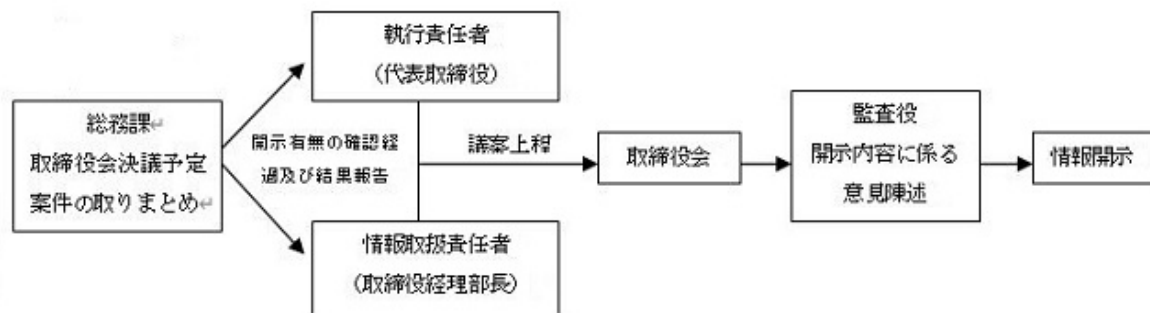 総務課
取締役会決議予定
案件の取りまとめ
執行責任者
(代表取締役)
開示有無の確認経
過及び結果報告
情報取扱責任者
(取締役経理部長)
議案上程
取締役会
監査役
開示内容に係る
意見陳述
情報開示